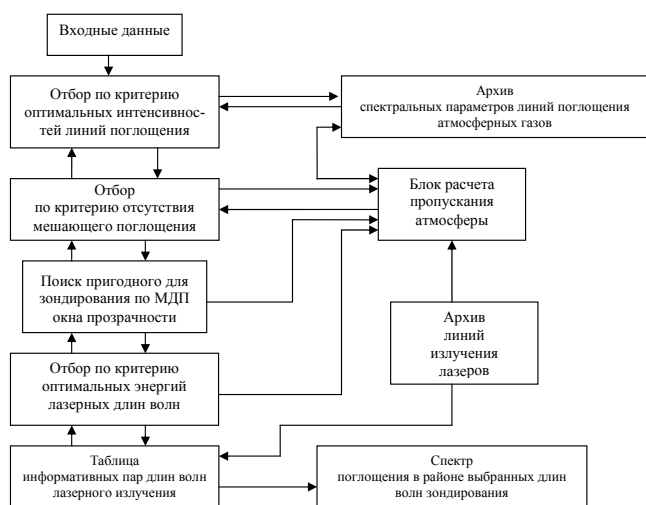 Входные данные
Отбор по критерию
оптимальных интенсивнос-
тей линий поглощения
Архив
спектральных параметров линий поглощения
атмосферных газов
Отбор
по критерию отсутствия
мешающего поглощения
Блок расчета
пропускания
атмосферы
Поиск пригодного для
зондирования по МДП
окна прозрачности
Архив
линий
излучения
лазеров
Отбор по критерию
оптимальных энергий
лазерных длин волн
Таблица
информативных пар длин волн
лазерного излучения
Спектр
поглощения в районе выбранных длин
волн зондирования